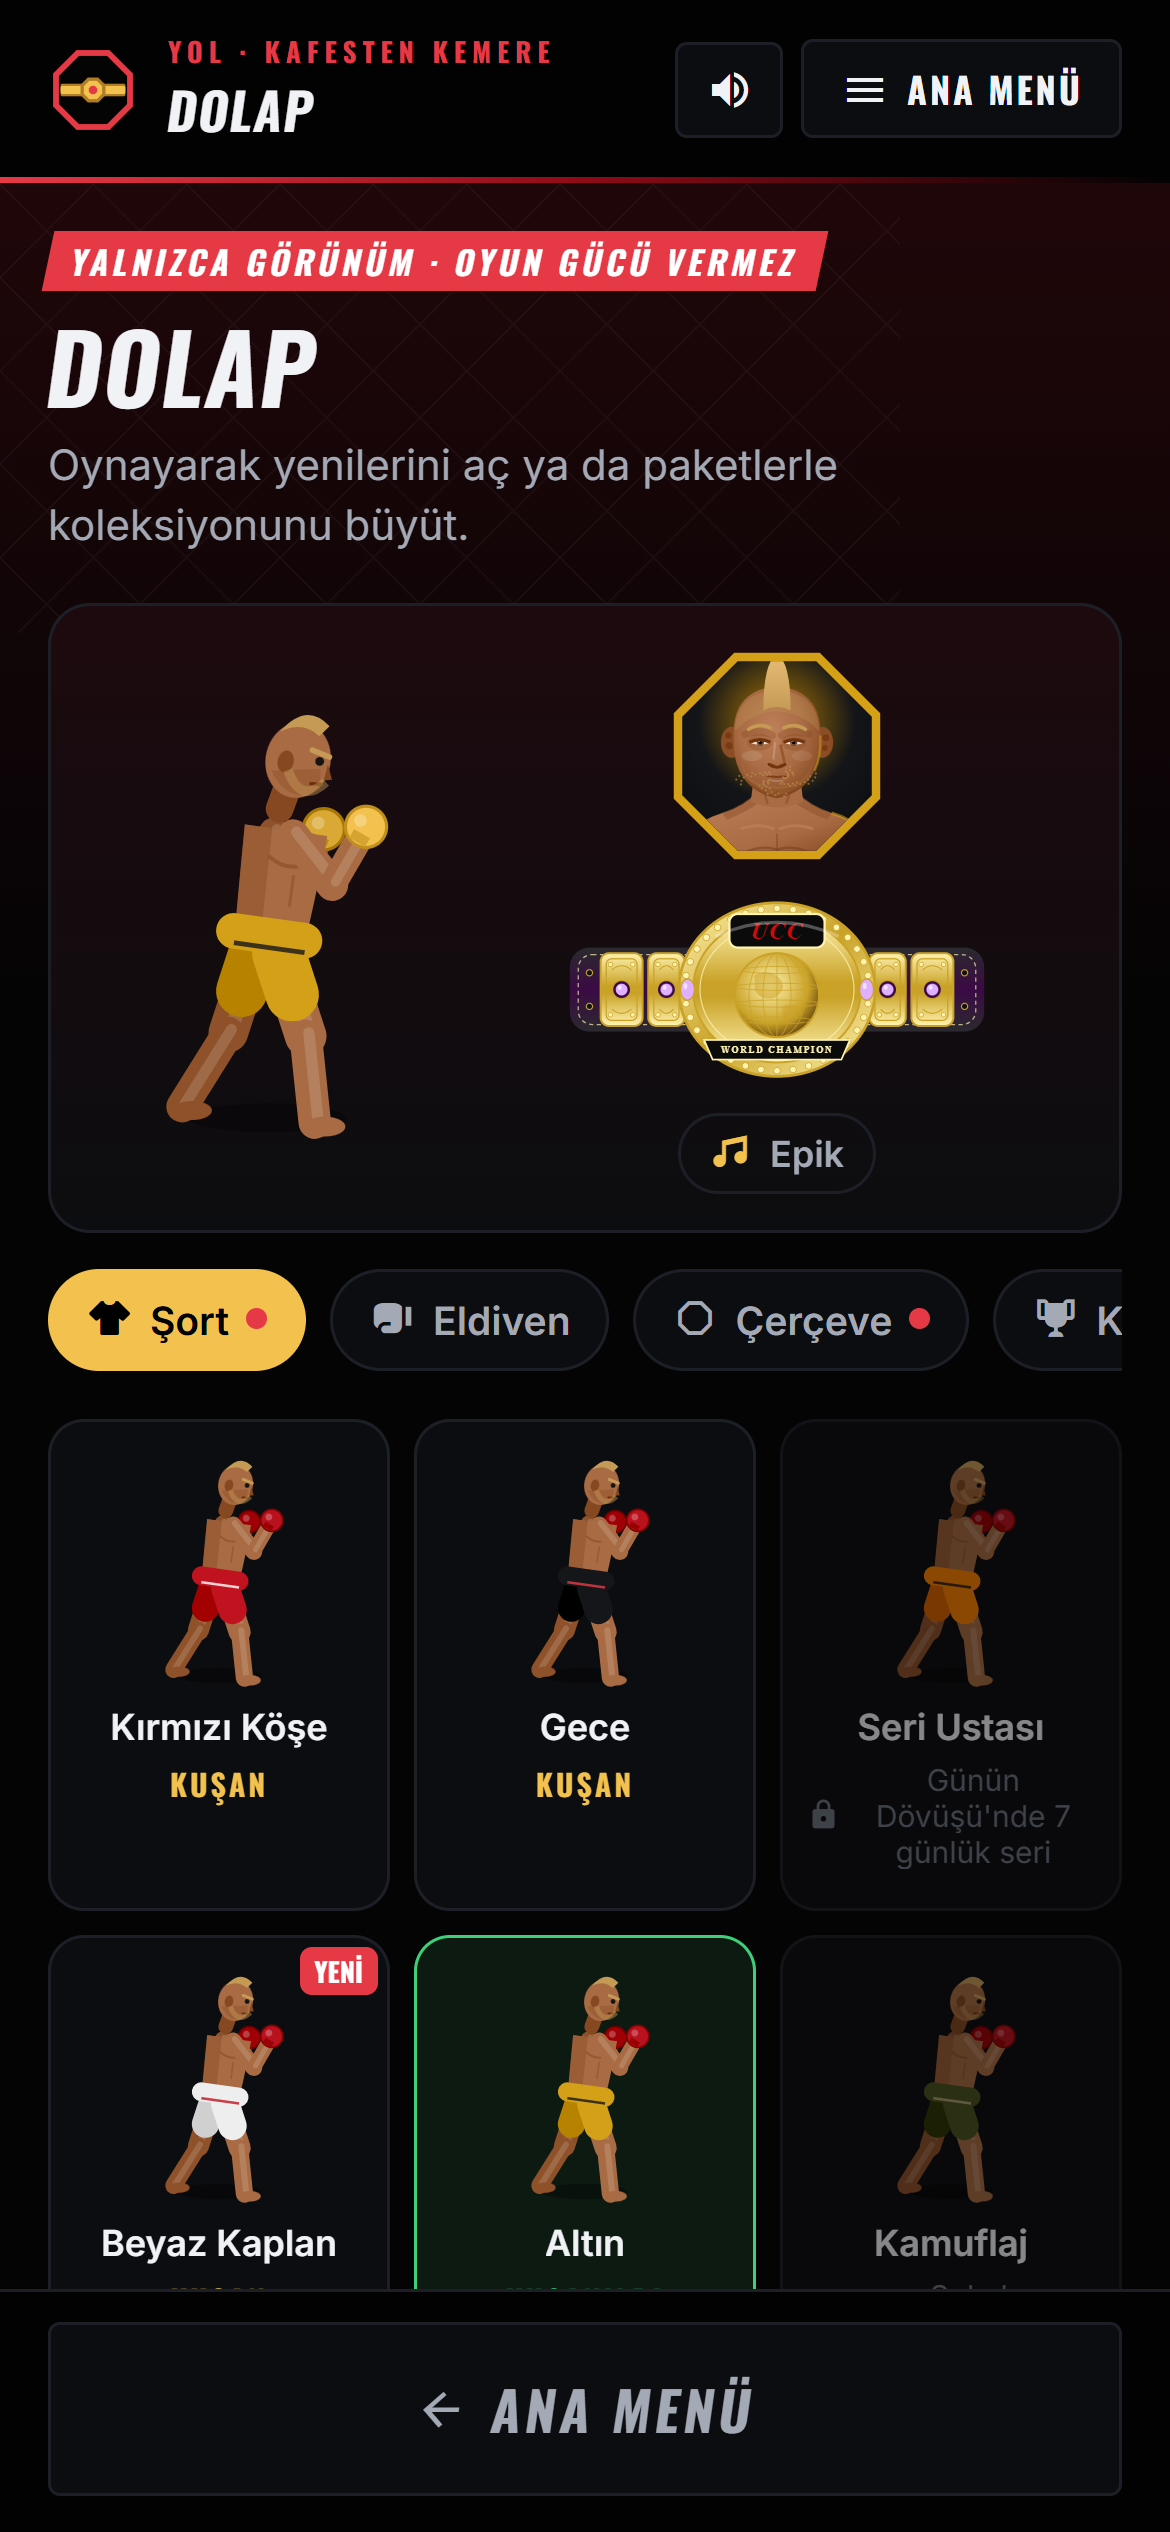 YOL · KAFESTEN KEMERE
DOLAP
ANA MENÜ
YALNIZCA GÖRÜNÜM · OYUN GÜCÜ VERMEZ
DOLAP
Oynayarak yenilerini aç ya da paketlerle
koleksiyonunu büyüt.
UCC
WORLD CHAMPION
Epik
Şort
Eldiven
Çerçeve
K
Kırmızı Köşe
KUŞAN
Gece
KUŞAN
Seri Ustası
Günün
Dövüşü'nde 7
günlük seri
YENİ
Beyaz Kaplan
Altın
Kamuflaj
ANA MENÜ